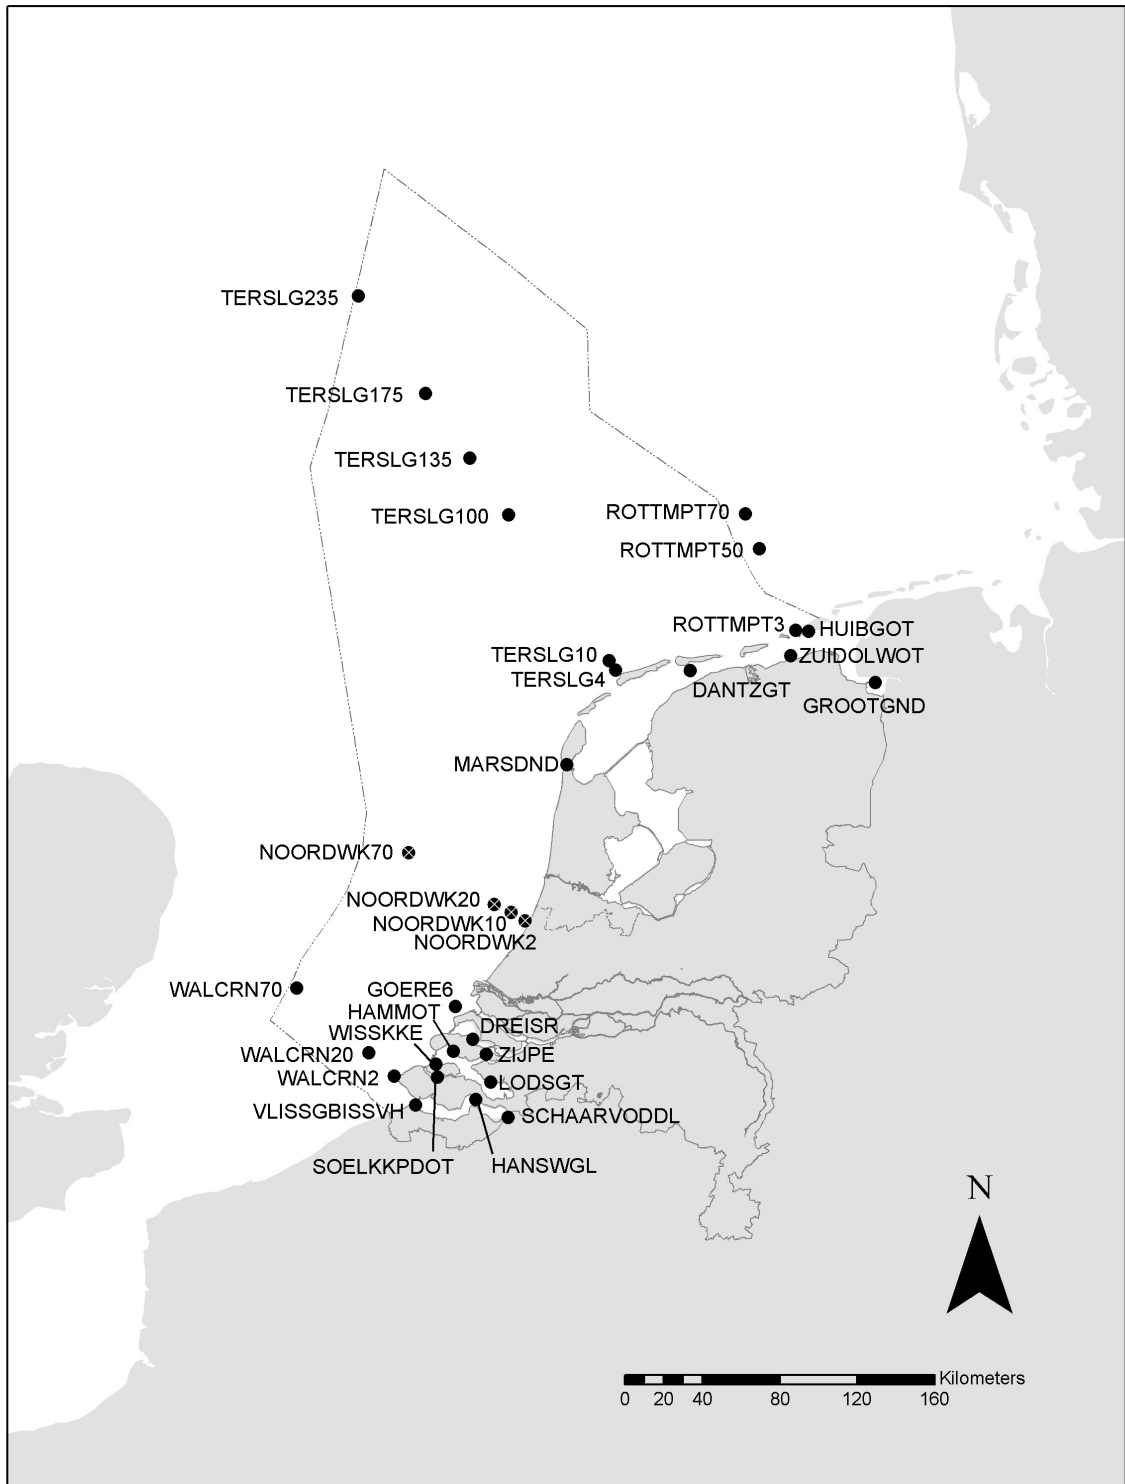 TERSLG235
TERSLG175
TERSLG135
TERSLG100
ROTTMPT70
ROTTMPT50
ROTTMPT3
HUIBGOT
TERSLG10
ZUIDOLWOT
TERSLG4
DANTZGT
GROOTGND
MARSDND
NOORDWK70
NOORDWK20
NOORDWK10
NOORDWK2
WALCRN70
GOERE6
HAMMOT
DREISR
WISSKKE
WALCRN20
ZIJPE
WALCRN2
LODSGT
VLISSGBISSVH
SCHAARVODDL
SOELKKPDOT
HANSWGL
N
Kilometers
0 20 40 80 120 160